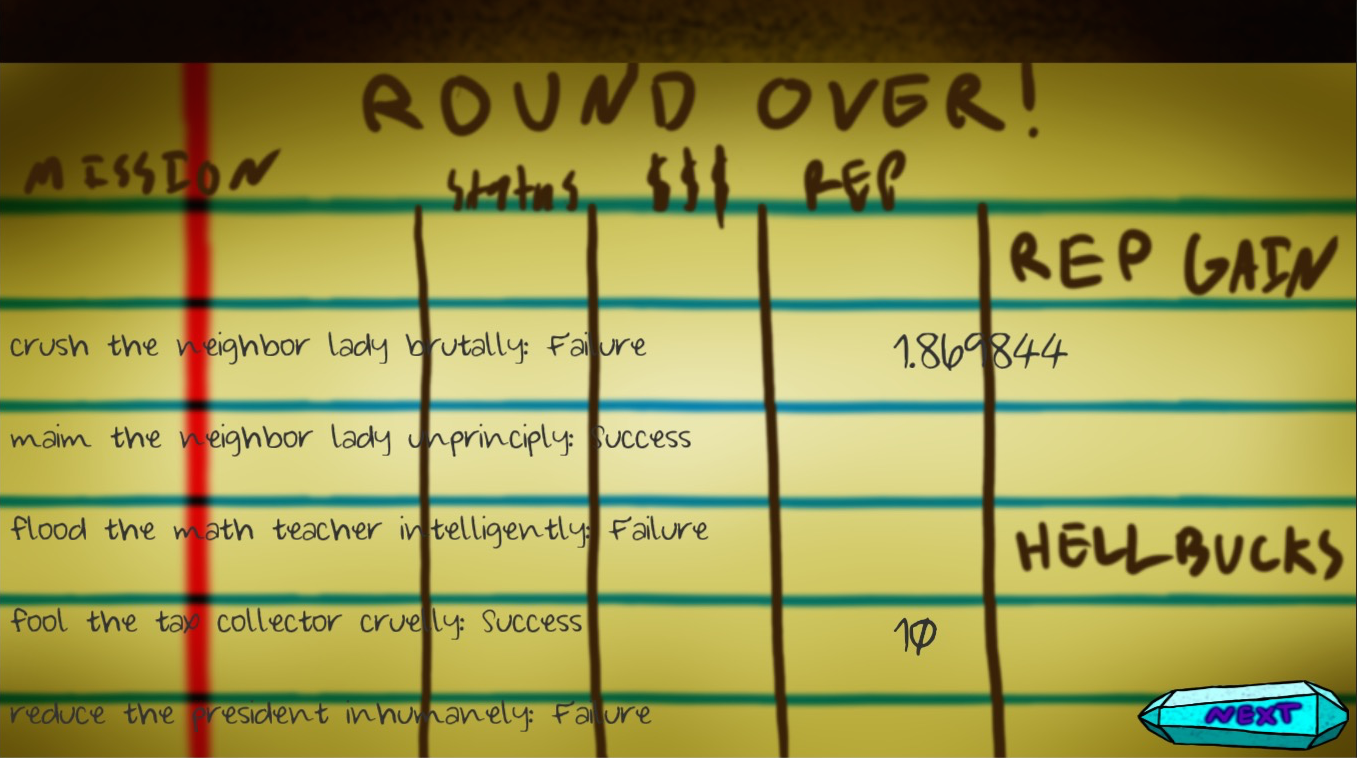 ROUND OVER!
MISSION status $$$ REP
REP GAIN
crush the neighbor lady brutally: Failure 1.869844
maim the neighbor lady unprinciply: Success
flood the math teacher intelligently: Failure
HELLBUCKS
fool the tax collector cruelly: Success 10
reduce the president inhumanely: Failure
NEXT